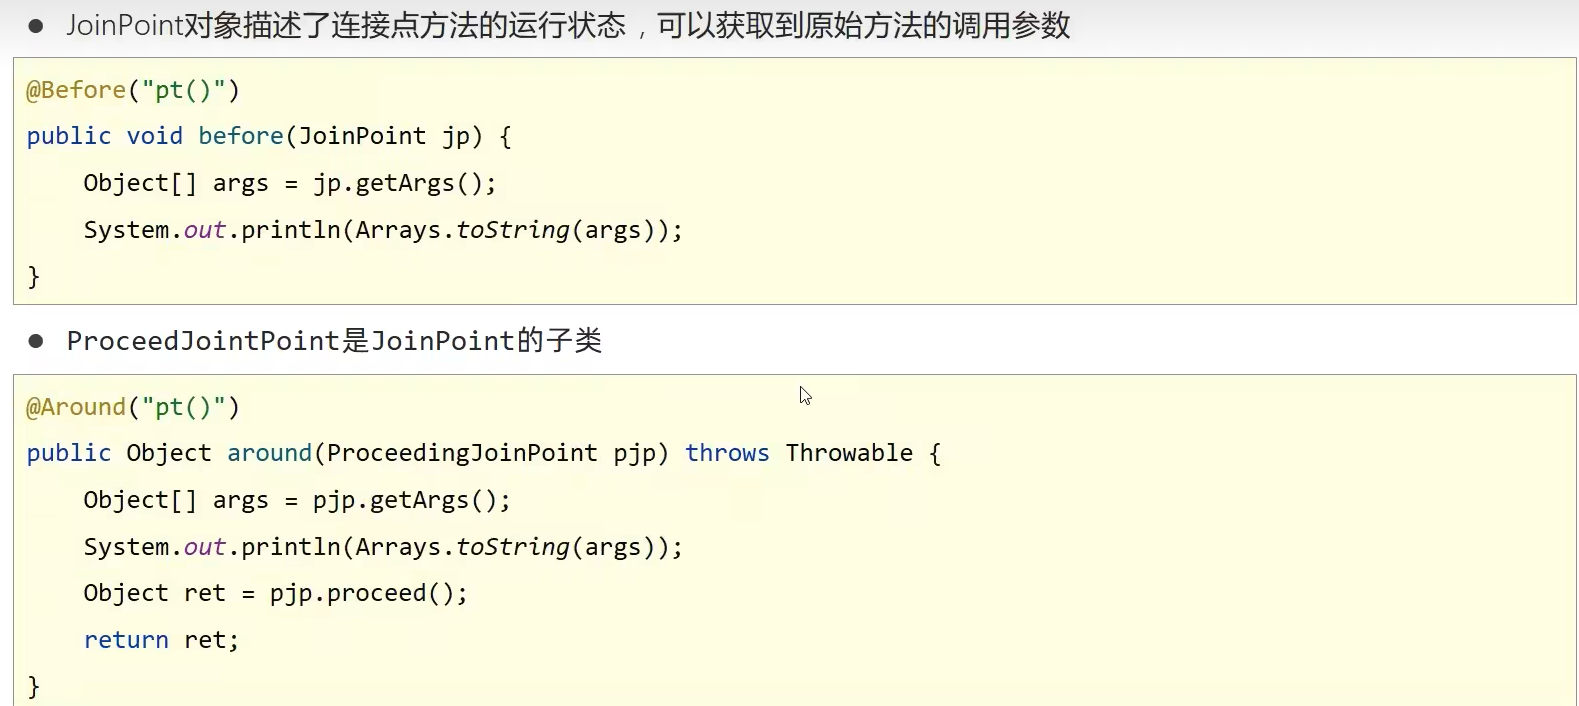 ● JoinPoint对象描述了连接点方法的运行状态，可以获取到原始方法的调用参数
@Before("pt()")
public void before(JoinPoint jp) {
    Object[] args = jp.getArgs();
    System.out.println(Arrays.toString(args));
}
● ProceedJointPoint是JoinPoint的子类
@Around("pt()")
public Object around(ProceedingJoinPoint pjp) throws Throwable {
    Object[] args = pjp.getArgs();
    System.out.println(Arrays.toString(args));
    Object ret = pjp.proceed();
    return ret;
}